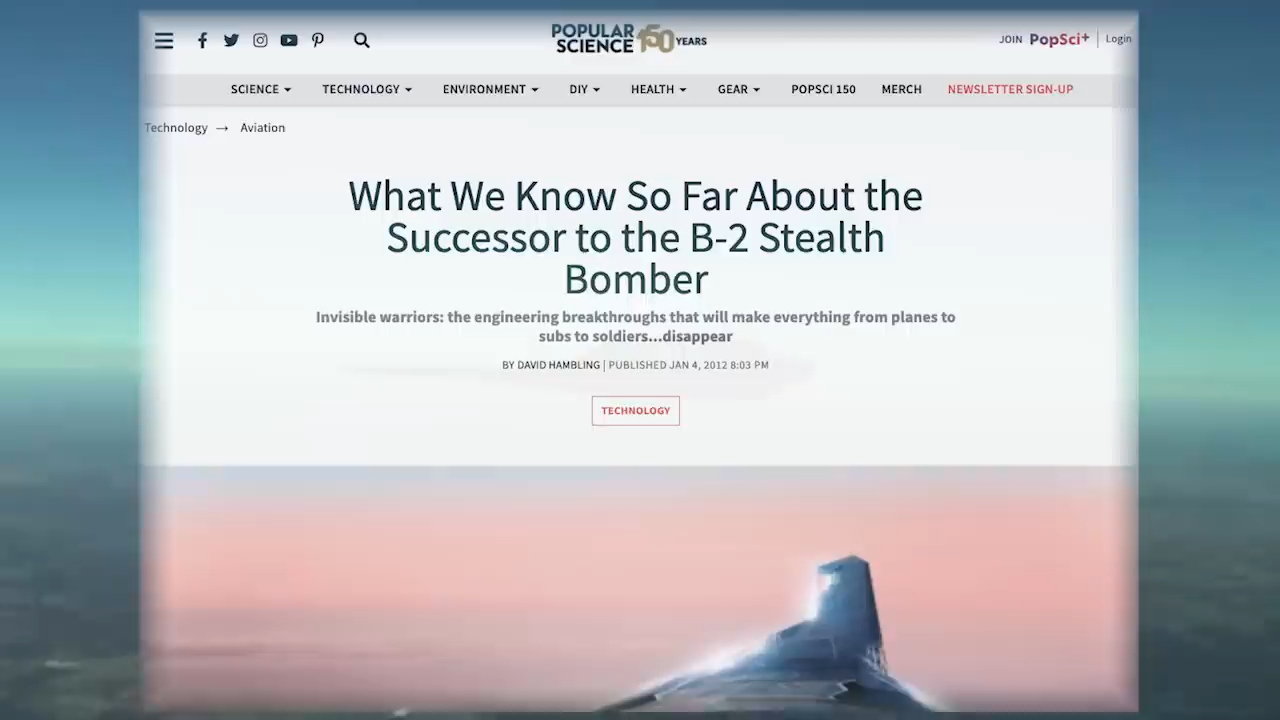 POPULAR
SCIENCE 150 YEARS
JOIN PopSci+ Login
SCIENCE TECHNOLOGY ENVIRONMENT DIY HEALTH GEAR POPSCI 150 MERCH NEWSLETTER SIGN-UP
Technology → Aviation
What We Know So Far About the
Successor to the B-2 Stealth
Bomber
Invisible warriors: the engineering breakthroughs that will make everything from planes to
subs to soldiers...disappear
BY DAVID HAMBLING | PUBLISHED JAN 4, 2012 8:03 PM
TECHNOLOGY